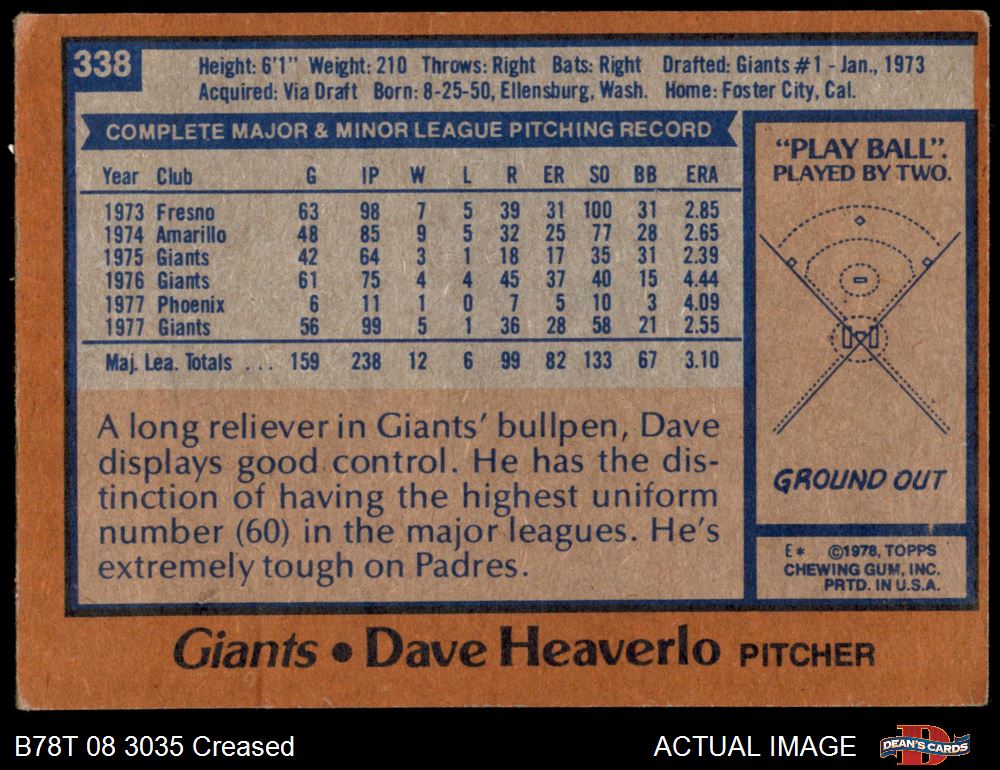 338
Height: 6'1" Weight: 210 Throws: Right Bats: Right Drafted: Giants #1 - Jan., 1973
Acquired: Via Draft Born: 8-25-50, Ellensburg, Wash. Home: Foster City, Cal.
COMPLETE MAJOR & MINOR LEAGUE PITCHING RECORD
Year Club G IP W L R ER SO BB ERA
1973 Fresno 63 98 7 5 39 31 100 31 2.85
1974 Amarillo 48 85 9 5 32 25 77 28 2.65
1975 Giants 42 64 3 1 18 17 35 31 2.39
1976 Giants 61 75 4 4 45 37 40 15 4.44
1977 Phoenix 6 11 1 0 7 5 10 3 4.09
1977 Giants 56 99 5 1 36 28 58 21 2.55
Maj. Lea. Totals ... 159 238 12 6 99 82 133 67 3.10
A long reliever in Giants' bullpen, Dave
displays good control. He has the dis-
tinction of having the highest uniform
number (60) in the major leagues. He's
extremely tough on Padres.
"PLAY BALL".
PLAYED BY TWO.
GROUND OUT
E* ©1978, TOPPS
CHEWING GUM, INC.
PRTD. IN U.S.A.
Giants • Dave Heaverlo PITCHER
B78T 08 3035 Creased
ACTUAL IMAGE
D
DEAN'S CARDS